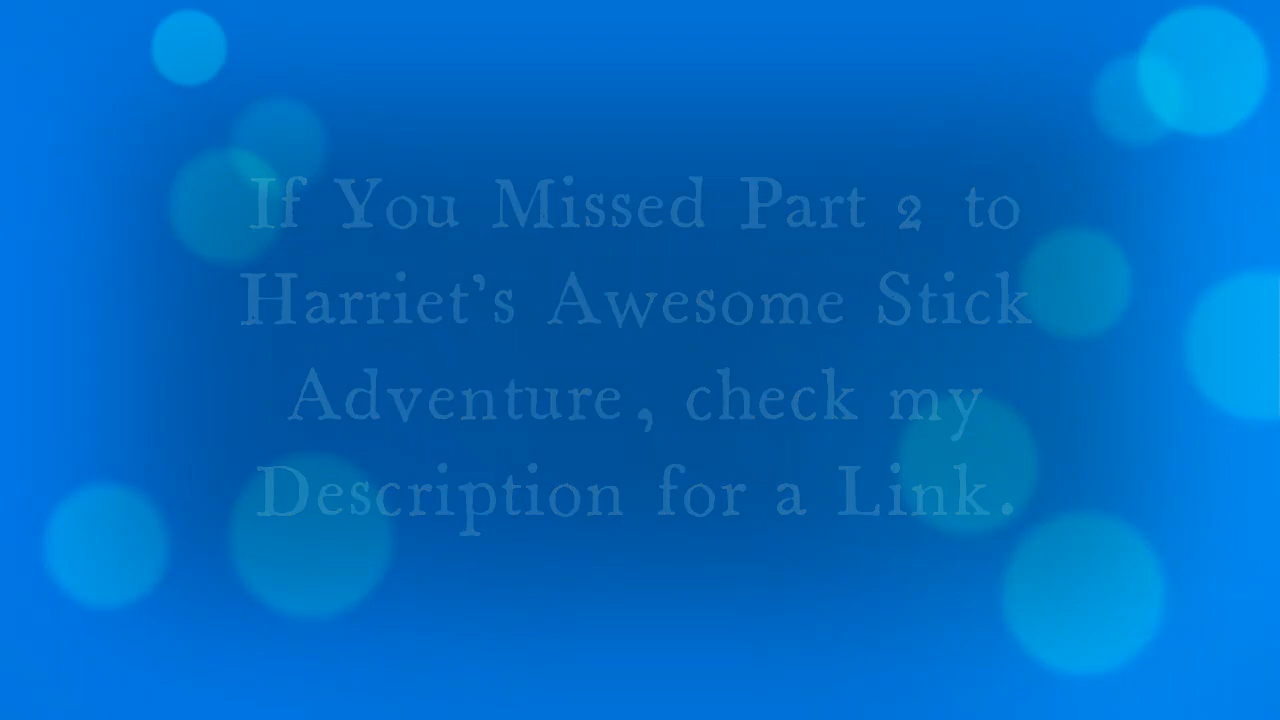 If You Missed Part 2 to
Harriet's Awesome Stick
Adventure, check my
Description for a Link.